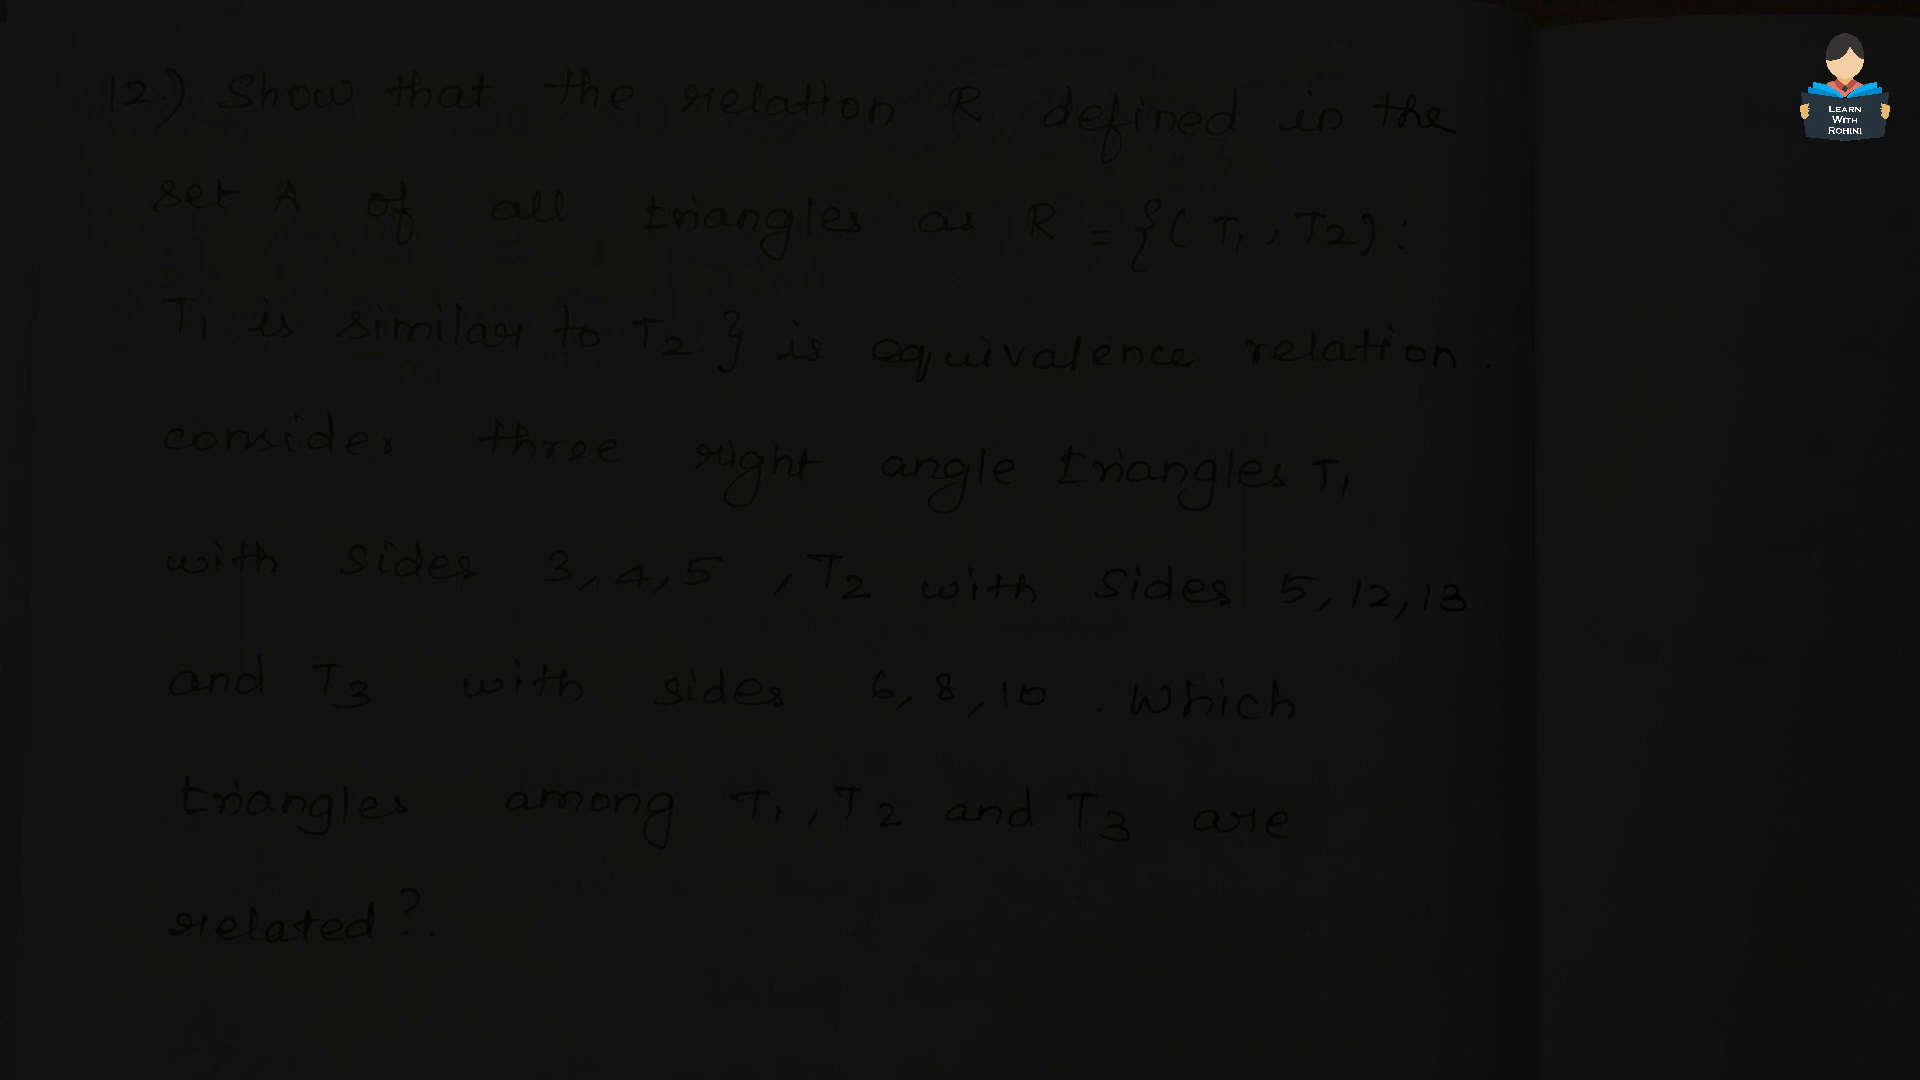 12.) Show that the relation R defined in the
set A of all triangles as R = {(T1, T2):
T1 is similar to T2} is equivalence relation.
consider three right angle triangles T1
with sides 3,4,5, T2 with sides 5,12,13
and T3 with sides 6,8,10. Which
triangles among T1, T2 and T3 are
related?.
LEARN
WITH
ROHINI